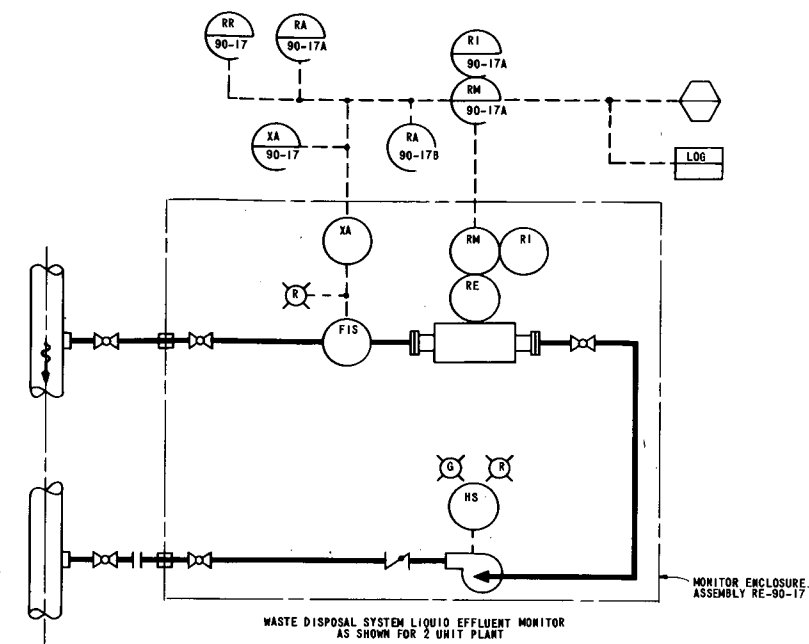 RR
90-17
RA
90-17A
RI
90-17A
RM
90-17A
XA
90-17
RA
90-17B
LOG
XA
RM
RI
RE
R
FIS
G
R
HS
MONITOR ENCLOSURE.
ASSEMBLY RE-90-17
WASTE DISPOSAL SYSTEM LIQUID EFFLUENT MONITOR
AS SHOWN FOR 2 UNIT PLANT